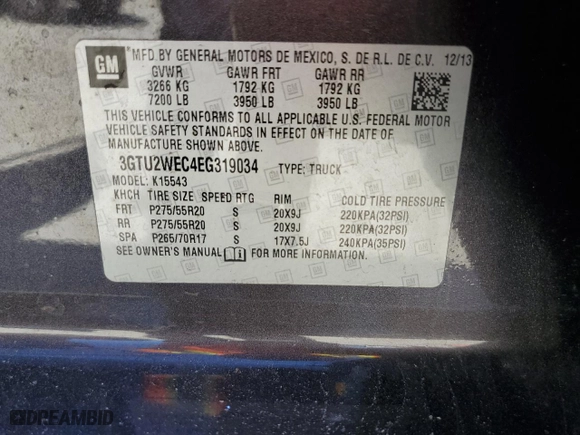 GM
MFD BY GENERAL MOTORS DE MEXICO, S. DE R.L. DE C.V. 12/13
GVWR GAWR FRT GAWR RR
3266 KG 1792 KG 1792 KG
7200 LB 3950 LB 3950 LB
THIS VEHICLE CONFORMS TO ALL APPLICABLE U.S. FEDERAL MOTOR
VEHICLE SAFETY STANDARDS IN EFFECT ON THE DATE OF
MANUFACTURE SHOWN ABOVE.
3GTU2WEC4EG319034 TYPE: TRUCK
MODEL: K15543
KHCH TIRE SIZE SPEED RTG RIM COLD TIRE PRESSURE
FRT P275/55R20 S 20X9J 220KPA(32PSI)
RR P275/55R20 S 20X9J 220KPA(32PSI)
SPA P265/70R17 S 17X7.5J 240KPA(35PSI)
SEE OWNER'S MANUAL FOR MORE INFORMATION
DREAMBID